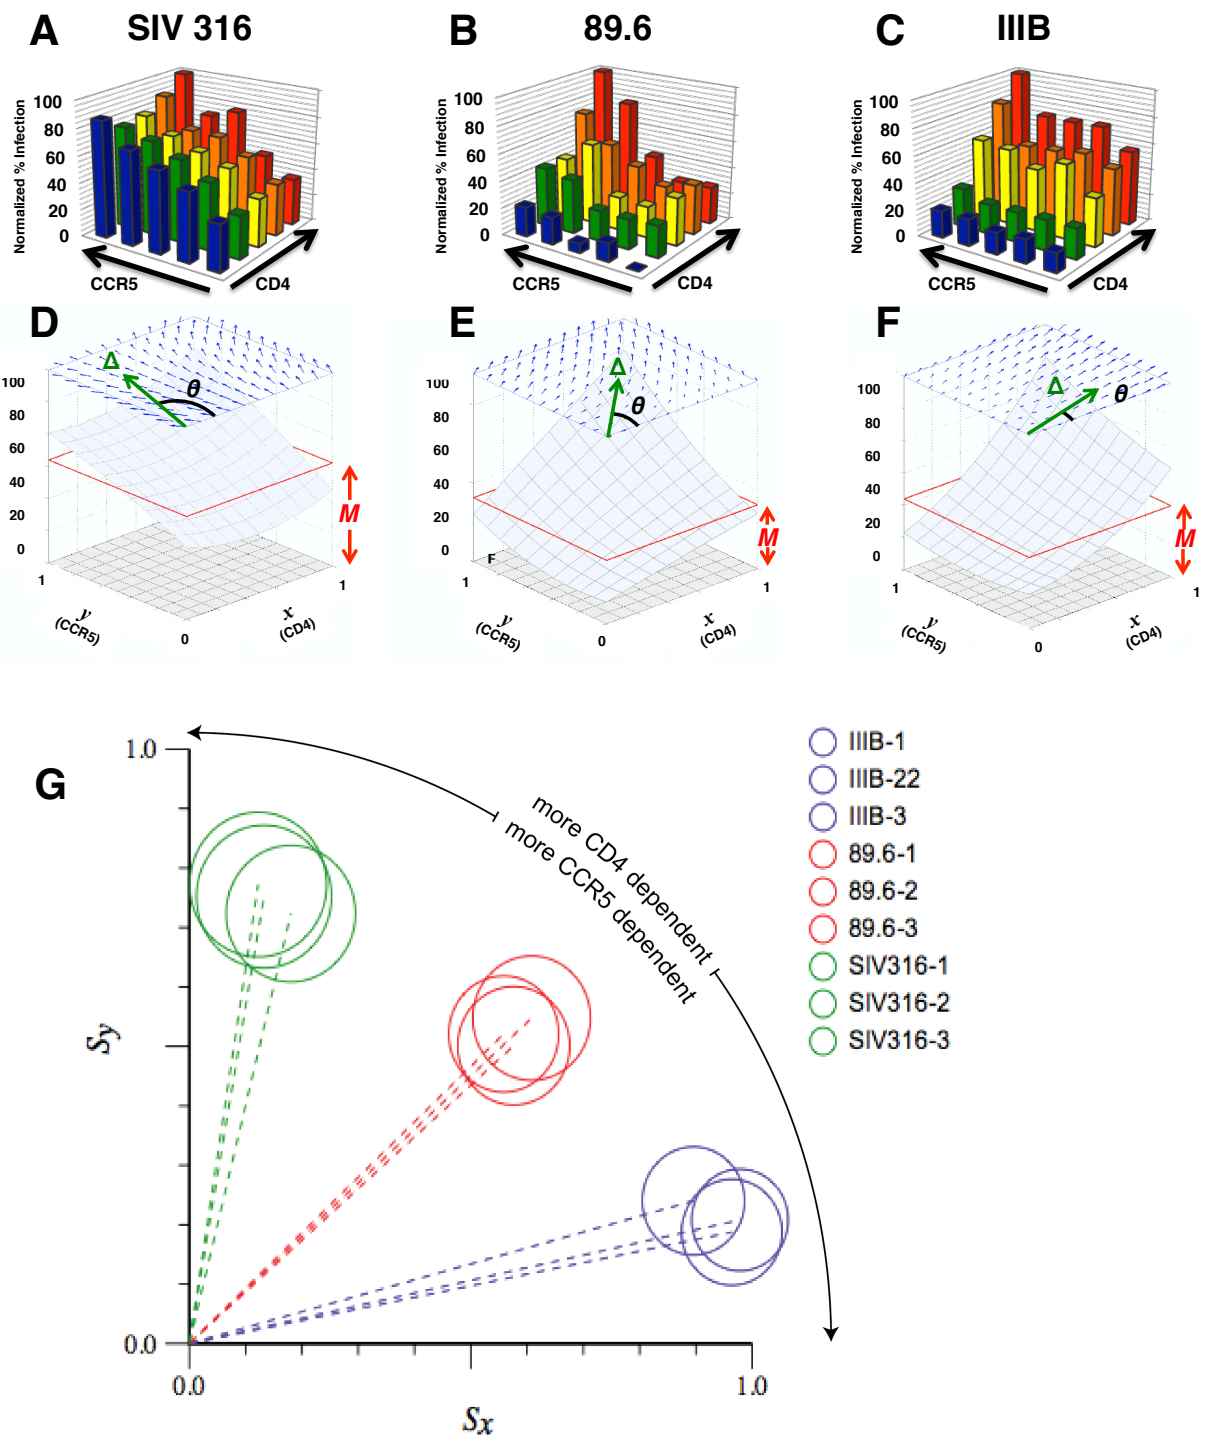 A SIV 316
B 89.6
C IIIB
Normalized % Infection
100
80
60
40
20
0
CCR5
CD4
Normalized % Infection
100
80
60
40
20
0
CCR5
CD4
Normalized % Infection
100
80
60
40
20
0
CCR5
CD4
D
Δ
θ
100
80
60
40
20
0
M
1
y
(CCR5)
0
x
(CD4)
1
E
Δ
θ
100
80
60
40
20
0
F
M
1
y
(CCR5)
0
x
(CD4)
1
F
Δ
θ
100
80
60
40
20
0
M
1
y
(CCR5)
0
x
(CD4)
1
G
1.0
more CD4 dependent
more CCR5 dependent
Sy
0.0
0.0
1.0
Sx
IIIB-1
IIIB-22
IIIB-3
89.6-1
89.6-2
89.6-3
SIV316-1
SIV316-2
SIV316-3